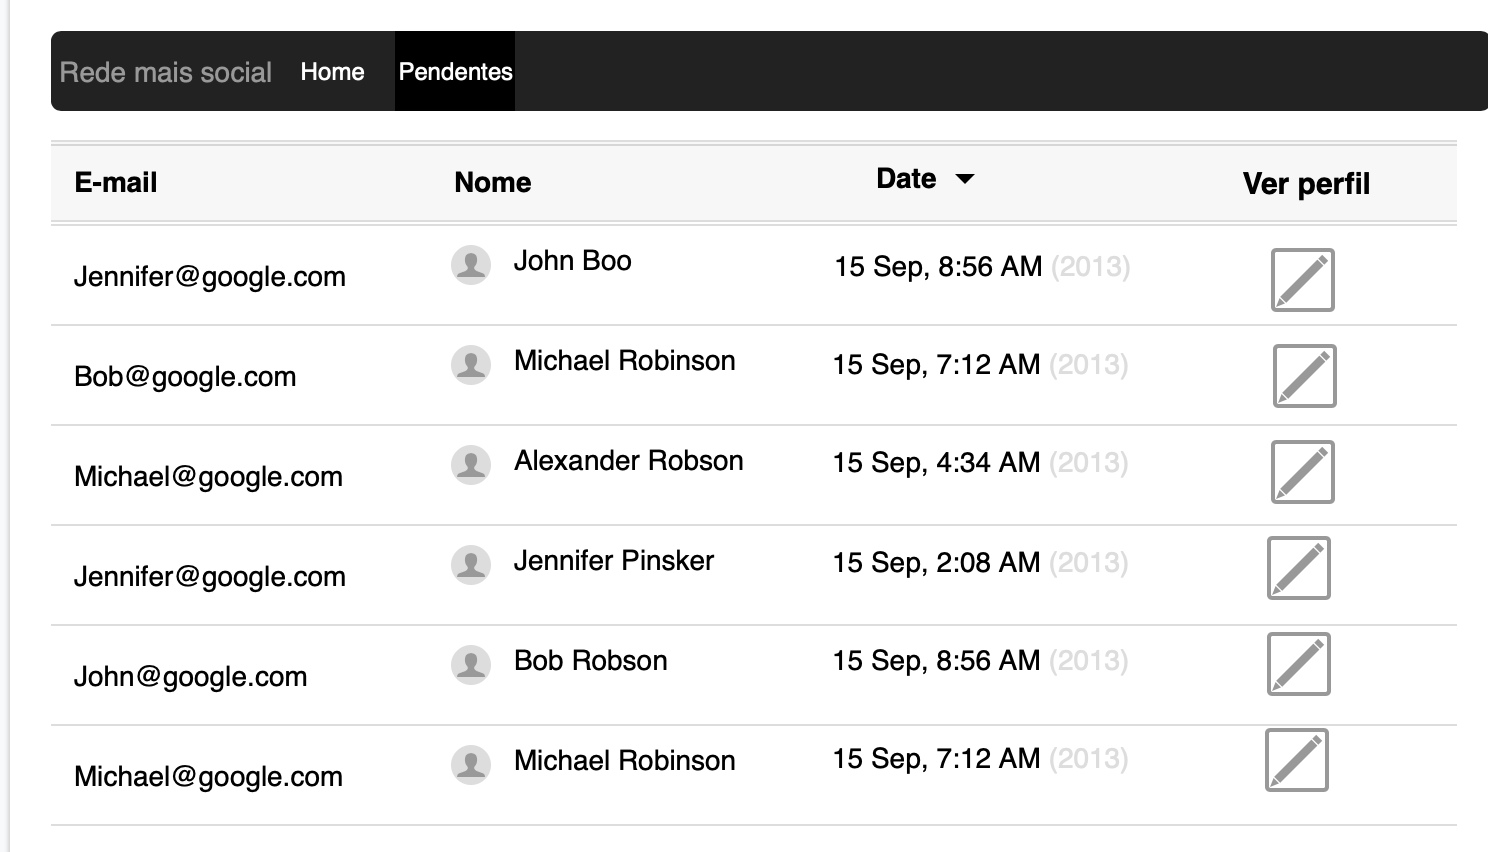 Rede mais social Home Pendentes
E-mail Nome Date Ver perfil
Jennifer@google.com John Boo 15 Sep, 8:56 AM (2013)
Bob@google.com Michael Robinson 15 Sep, 7:12 AM (2013)
Michael@google.com Alexander Robson 15 Sep, 4:34 AM (2013)
Jennifer@google.com Jennifer Pinsker 15 Sep, 2:08 AM (2013)
John@google.com Bob Robson 15 Sep, 8:56 AM (2013)
Michael@google.com Michael Robinson 15 Sep, 7:12 AM (2013)